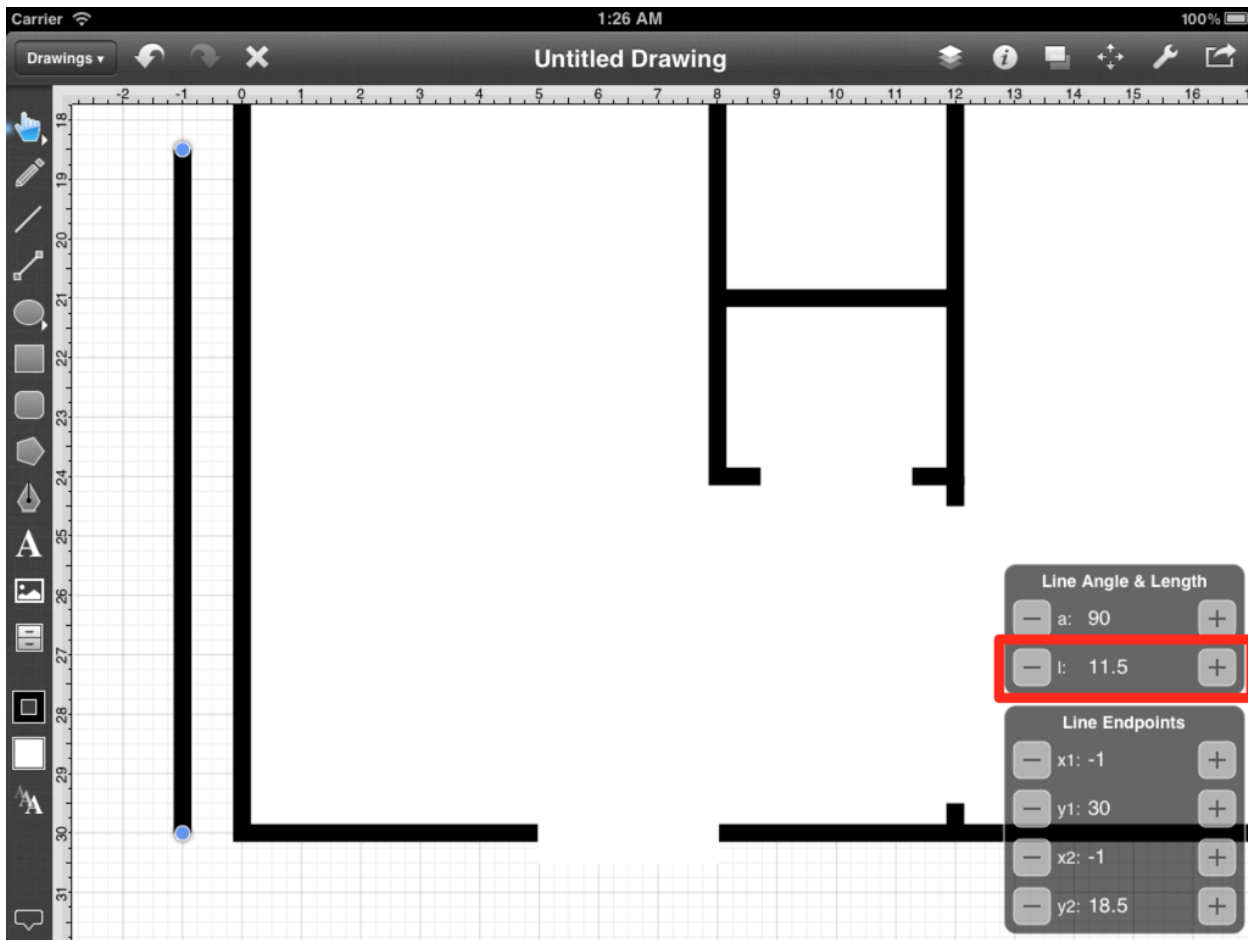 Carrier 1:26 AM 100%
Drawings ▾ Untitled Drawing
-2 -1 0 1 2 3 4 5 6 7 8 9 10 11 12 13 14 15 16
18
19
20
21
22
23
24
25
26
27
28
29
30
31
A
AAA
Line Angle & Length
a: 90
l: 11.5
Line Endpoints
x1: -1
y1: 30
x2: -1
y2: 18.5